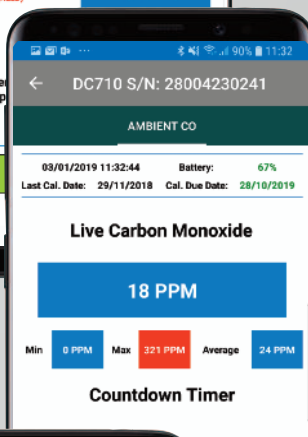 90% 11:32
DC710 S/N: 28004230241
AMBIENT CO
03/01/2019 11:32:44 Battery: 67%
Last Cal. Date: 29/11/2018 Cal. Due Date: 28/10/2019
Live Carbon Monoxide
18 PPM
Min 0 PPM Max 321 PPM Average 24 PPM
Countdown Timer